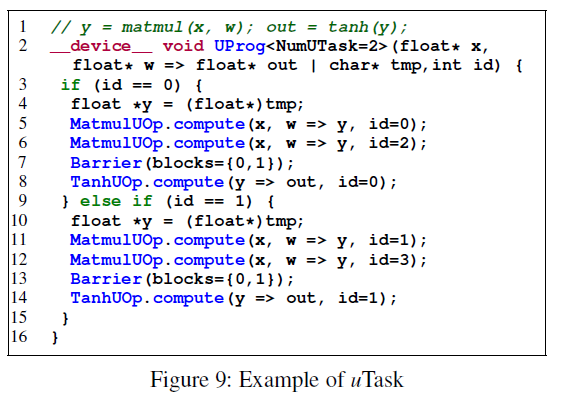 1 // y = matmul(x, w); out = tanh(y);
2 __device__ void UProg<NumUTask=2>(float* x,
float* w => float* out | char* tmp,int id) {
3 if (id == 0) {
4 float *y = (float*)tmp;
5 MatmulUOp.compute(x, w => y, id=0);
6 MatmulUOp.compute(x, w => y, id=2);
7 Barrier(blocks={0,1});
8 TanhUOp.compute(y => out, id=0);
9 } else if (id == 1) {
10 float *y = (float*)tmp;
11 MatmulUOp.compute(x, w => y, id=1);
12 MatmulUOp.compute(x, w => y, id=3);
13 Barrier(blocks={0,1});
14 TanhUOp.compute(y => out, id=1);
15 }
16 }
Figure 9: Example of uTask